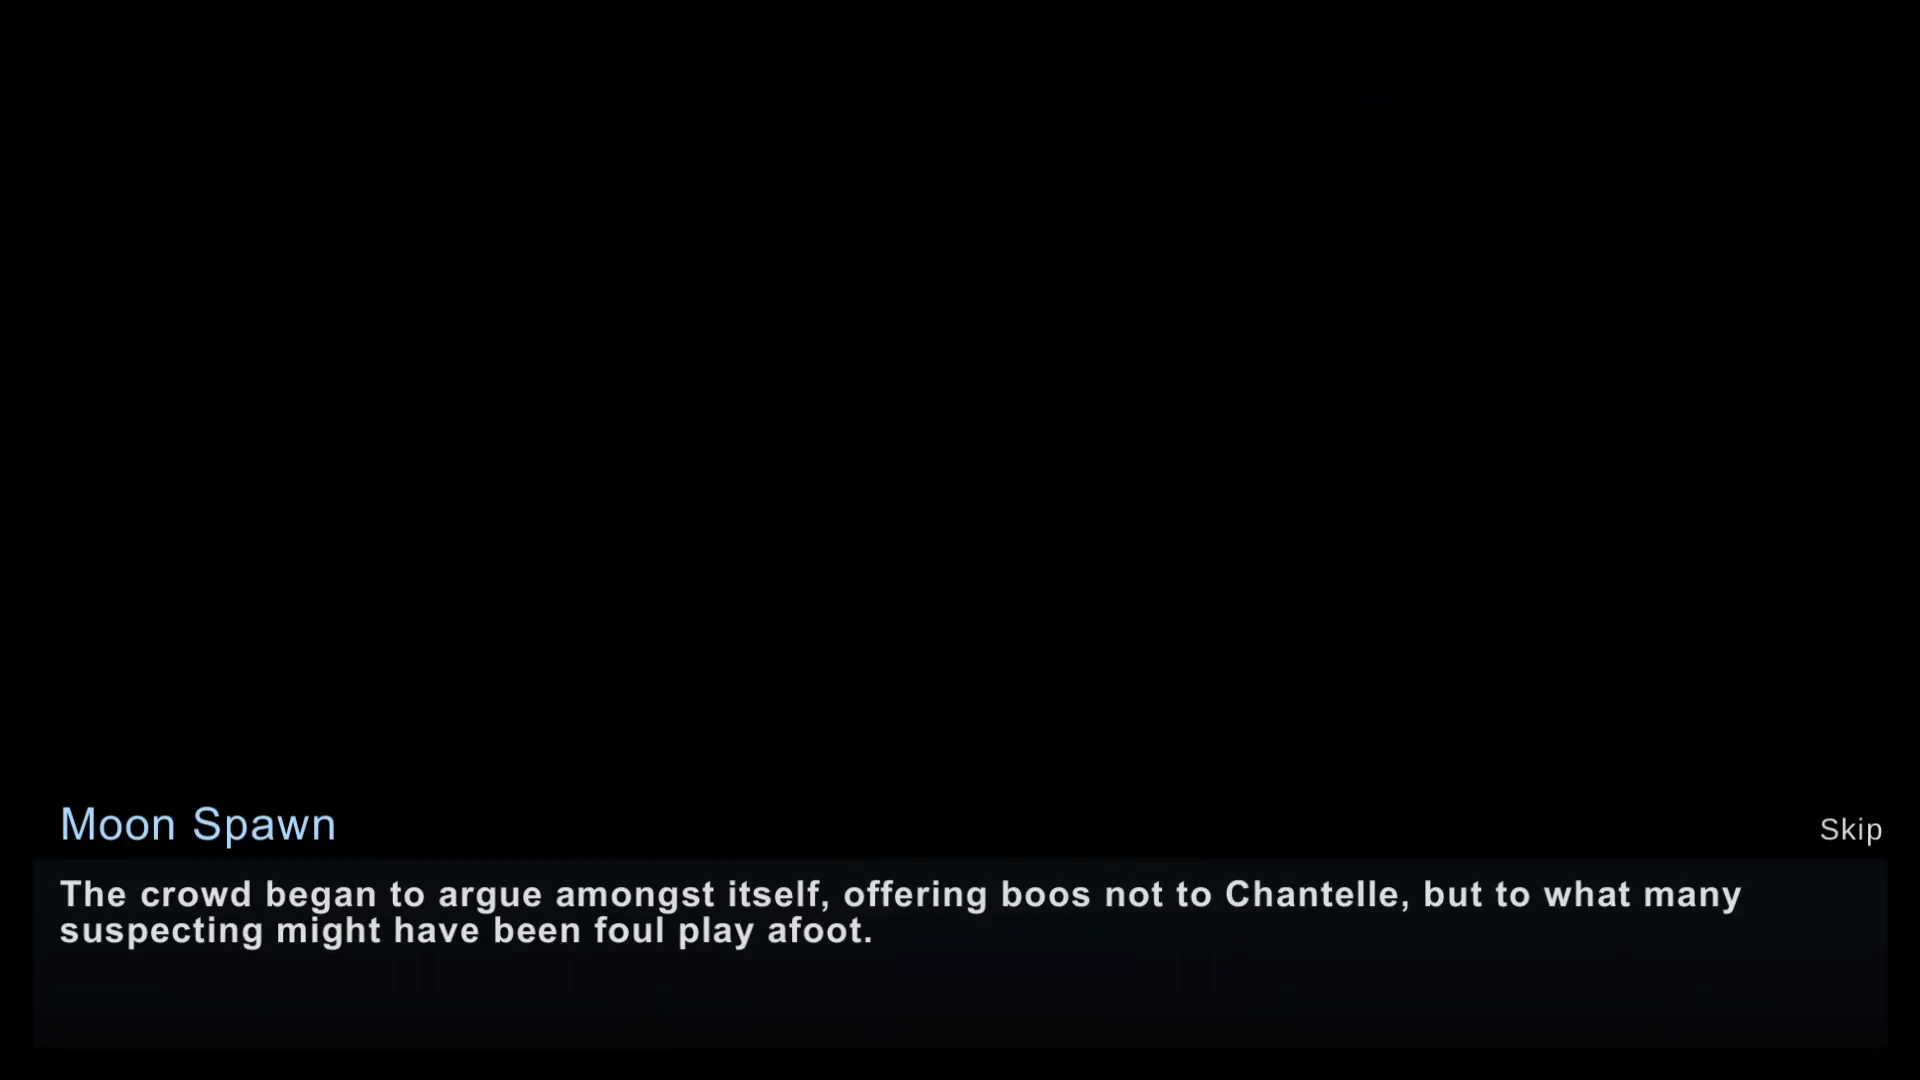 Moon Spawn
Skip
The crowd began to argue amongst itself, offering boos not to Chantelle, but to what many
suspecting might have been foul play afoot.